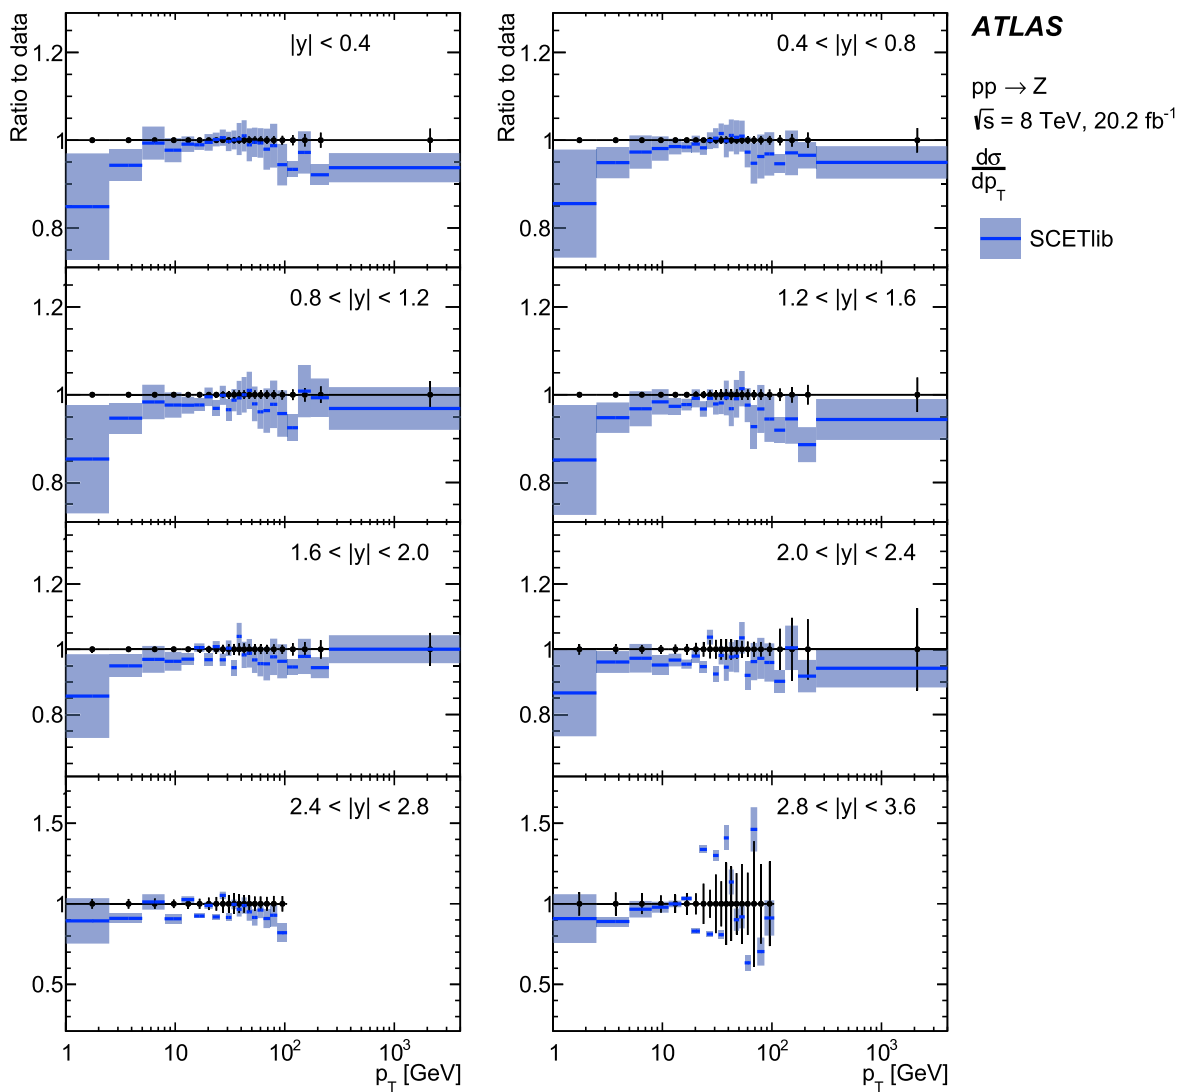 Ratio to data
1.2
1
0.8
|y| < 0.4
Ratio to data
1.2
1
0.8
0.4 < |y| < 0.8
ATLAS
pp → Z
√s = 8 TeV, 20.2 fb⁻¹
dσ
dp_T
SCETlib
1.2
1
0.8
0.8 < |y| < 1.2
1.2
1
0.8
1.2 < |y| < 1.6
1.2
1
0.8
1.6 < |y| < 2.0
1.2
1
0.8
2.0 < |y| < 2.4
1.5
1
0.5
2.4 < |y| < 2.8
1.5
1
0.5
2.8 < |y| < 3.6
1 10 10² 10³
p_T [GeV]
1 10 10² 10³
p_T [GeV]